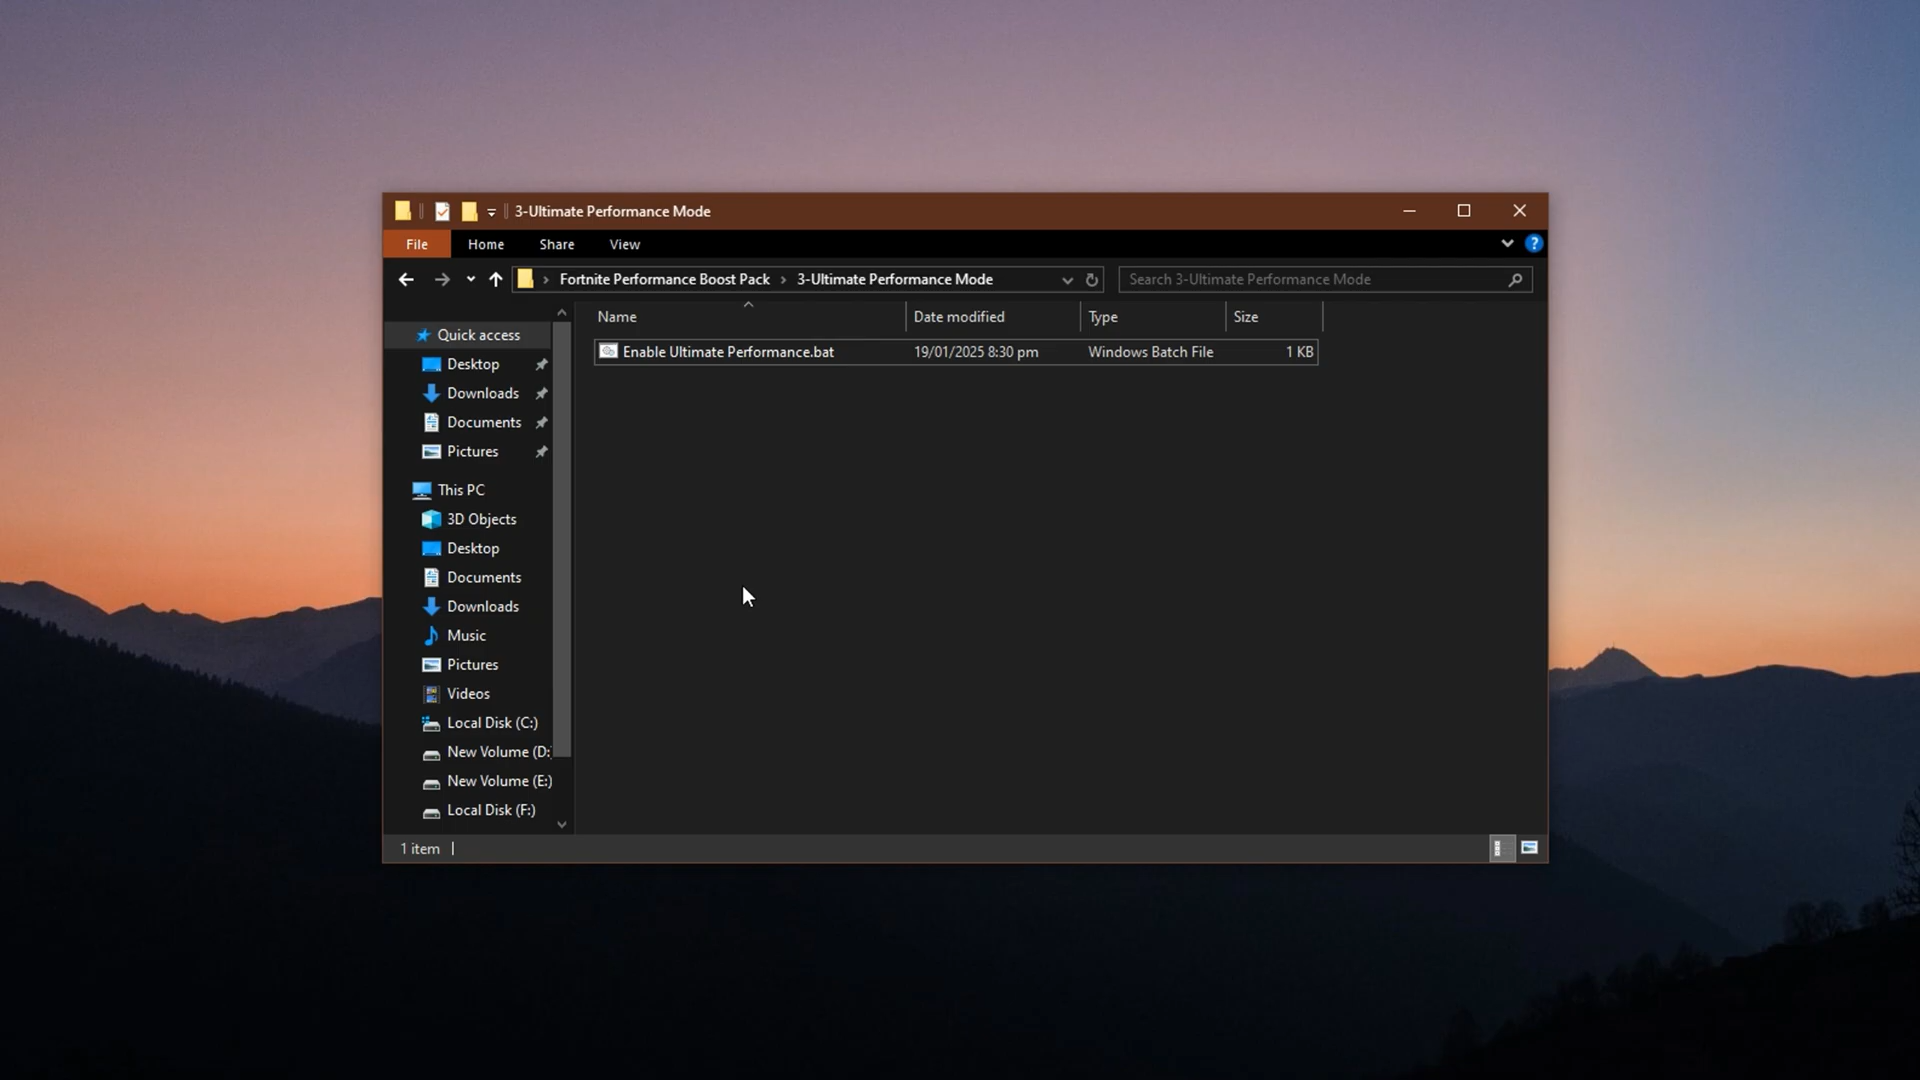 3-Ultimate Performance Mode
File Home Share View
Fortnite Performance Boost Pack 3-Ultimate Performance Mode Search 3-Ultimate Performance Mode
Name Date modified Type Size
Enable Ultimate Performance.bat 19/01/2025 8:30 pm Windows Batch File 1 KB
Quick access
Desktop
Downloads
Documents
Pictures
This PC
3D Objects
Desktop
Documents
Downloads
Music
Pictures
Videos
Local Disk (C:)
New Volume (D:
New Volume (E:)
Local Disk (F:)
1 item